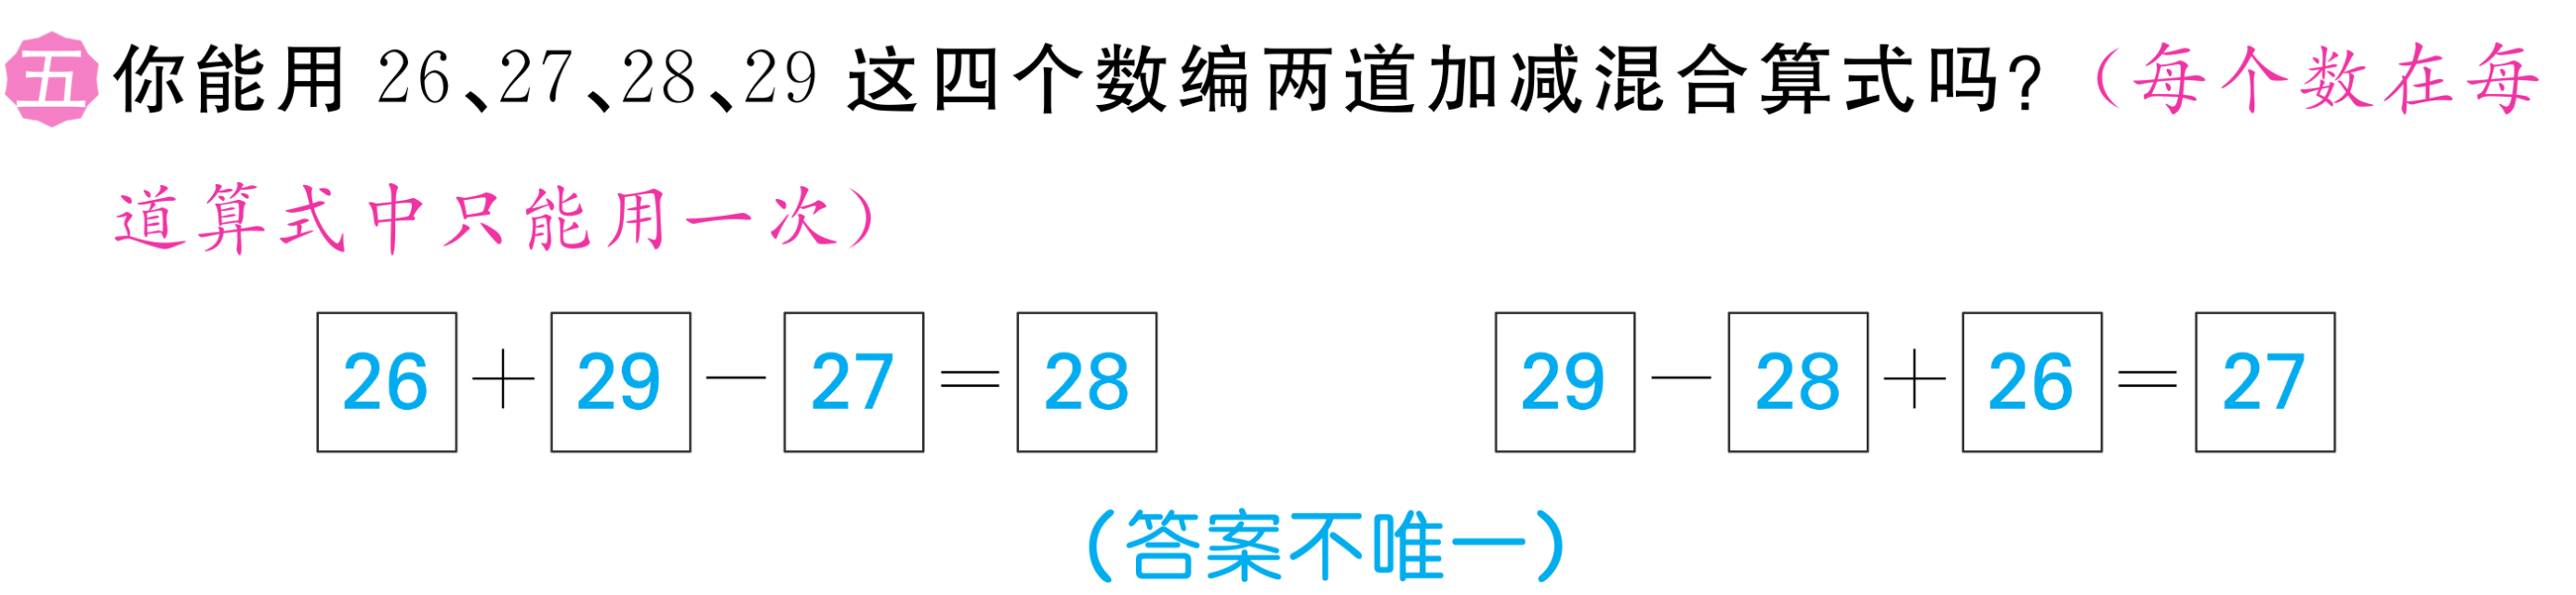 五 你能用 26、27、28、29 这四个数编两道加减混合算式吗？（每个数在每
道算式中只能用一次）
26 + 29 − 27 = 28 29 − 28 + 26 = 27
（答案不唯一）